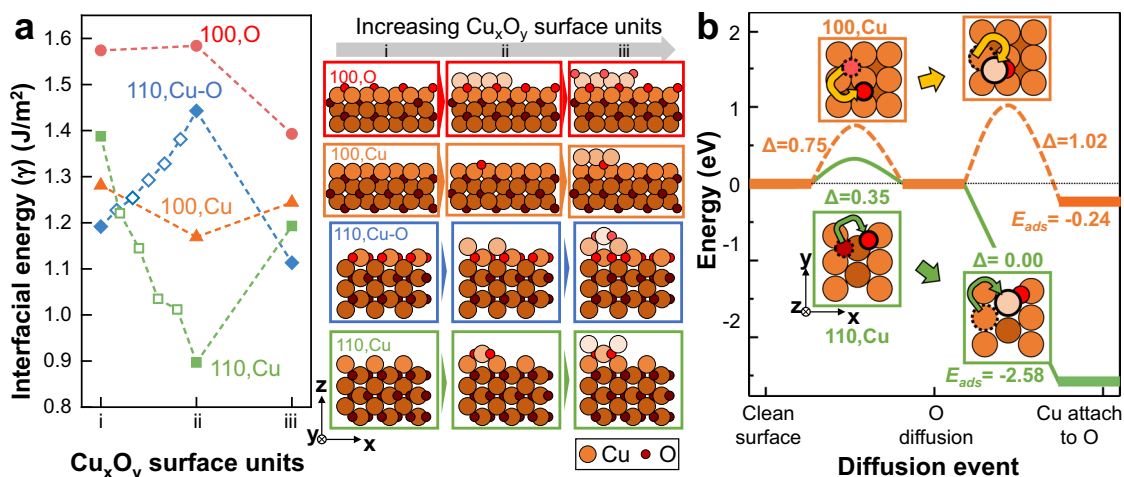 a
Interfacial energy (γ) (J/m²)
1.6
1.5
1.4
1.3
1.2
1.1
1.0
0.9
0.8
100,O
110,Cu-O
100,Cu
110,Cu
i
ii
iii
CuxOy surface units
Increasing CuxOy surface units
i
ii
iii
100,O
100,Cu
110,Cu-O
110,Cu
z
y
x
Cu
O
b
Energy (eV)
2
1
0
-1
-2
100,Cu
Δ=0.75
Δ=1.02
Δ=0.35
Eads= -0.24
Δ= 0.00
y
z
x
110,Cu
Eads= -2.58
Clean
surface
O
diffusion
Cu attach
to O
Diffusion event